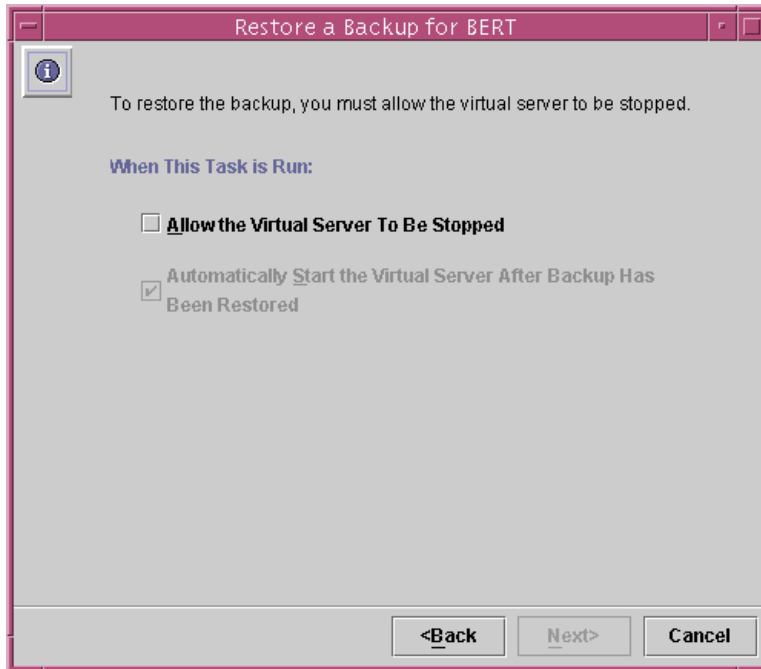 Restore a Backup for BERT
To restore the backup, you must allow the virtual server to be stopped.
When This Task is Run:
Allow the Virtual Server To Be Stopped
Automatically Start the Virtual Server After Backup Has
Been Restored
<Back Next> Cancel